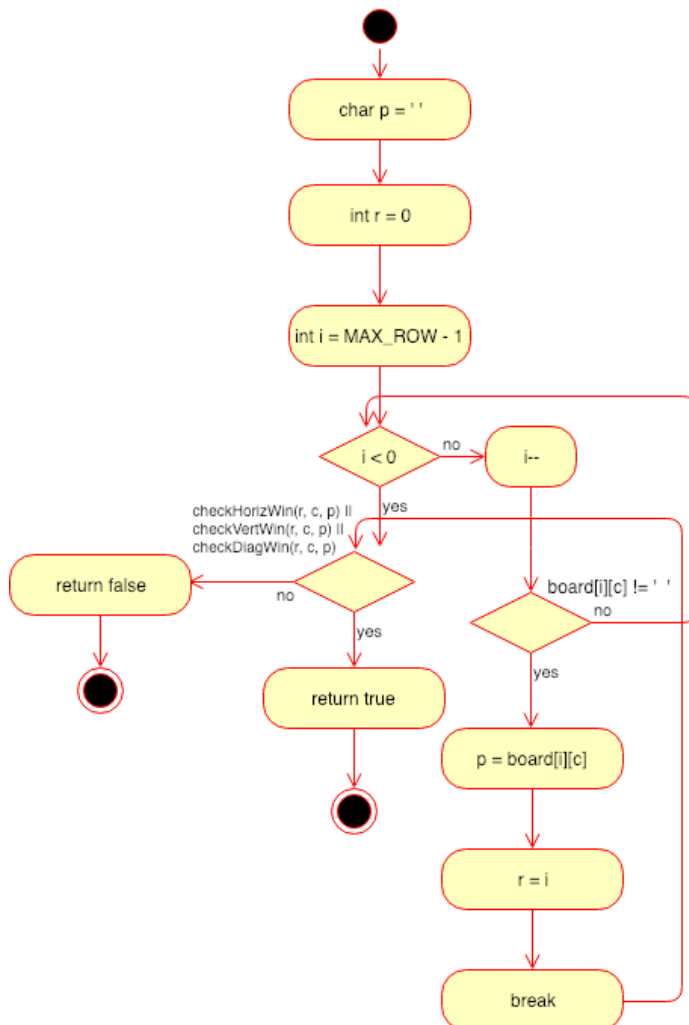 char p = ' '
int r = 0
int i = MAX_ROW - 1
i < 0
no
i--
yes
checkHorizWin(r, c, p) ||
checkVertWin(r, c, p) ||
checkDiagWin(r, c, p)
return false
no
board[i][c] != ' '
no
yes
yes
return true
p = board[i][c]
r = i
break